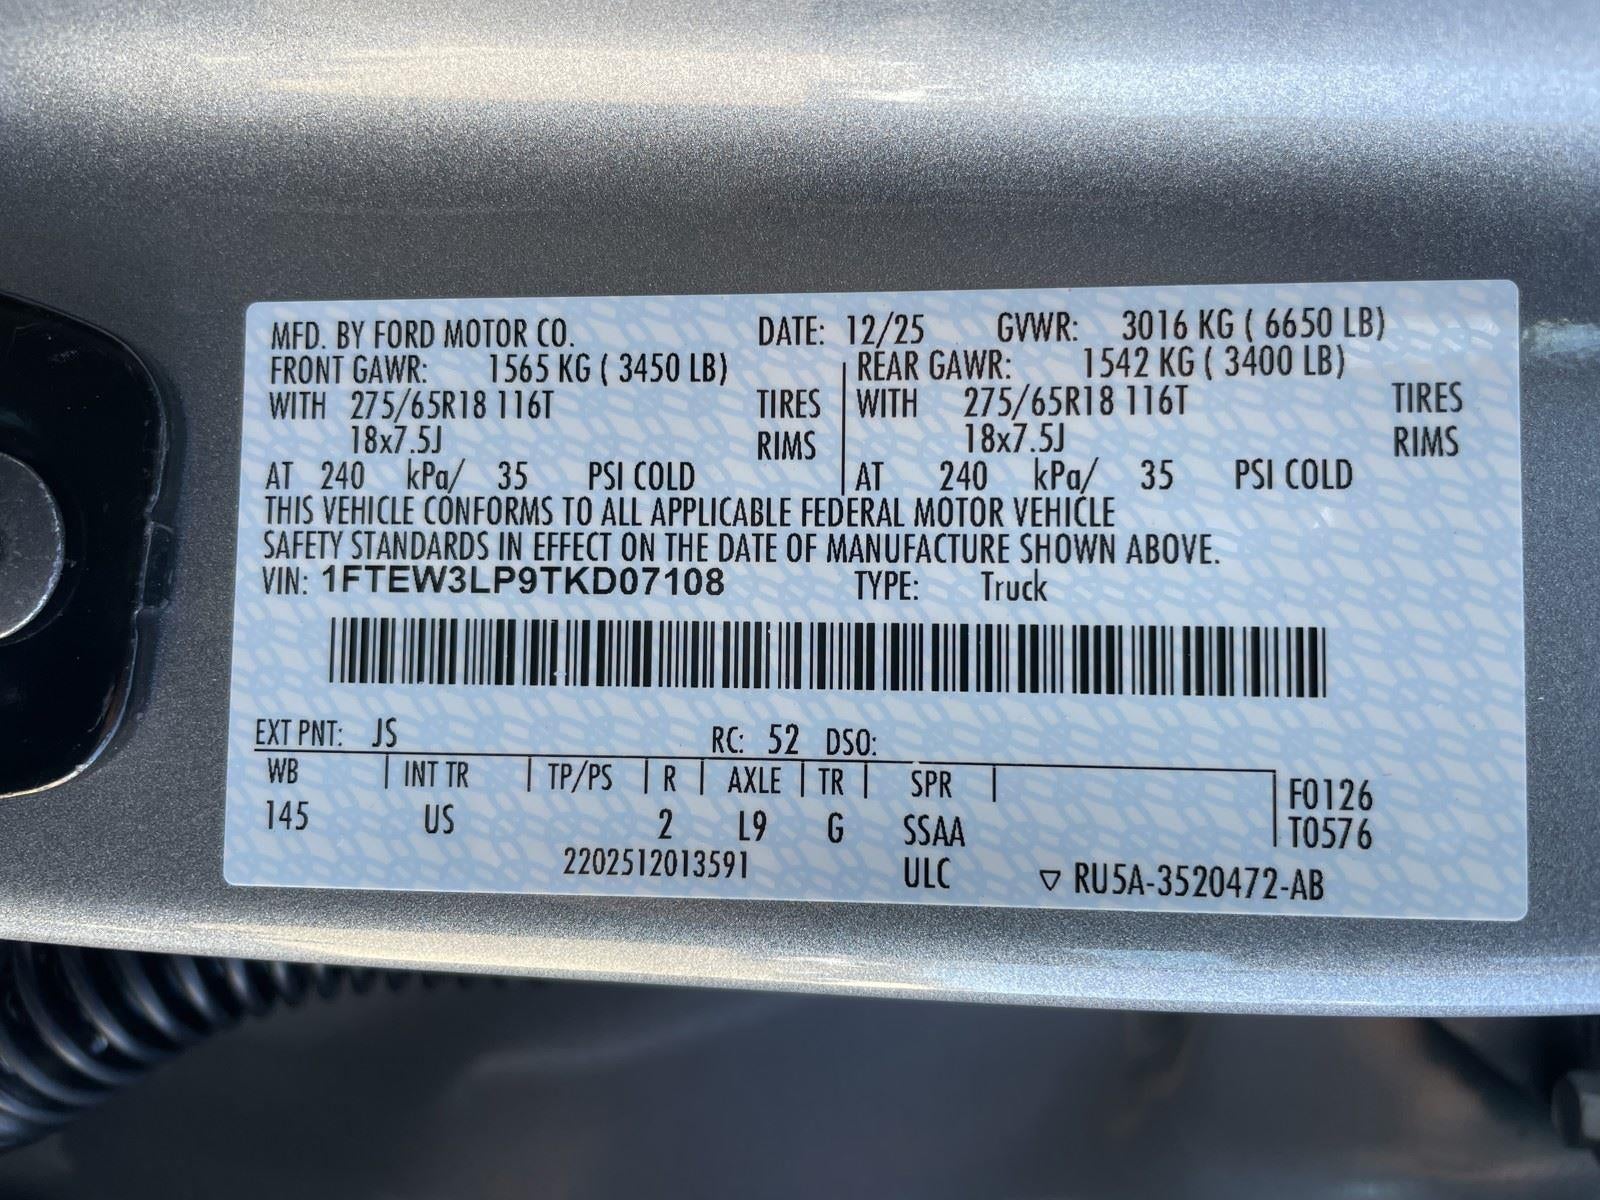 MFD. BY FORD MOTOR CO. DATE: 12/25 GVWR: 3016 KG ( 6650 LB)
FRONT GAWR: 1565 KG ( 3450 LB) REAR GAWR: 1542 KG ( 3400 LB)
WITH 275/65R18 116T TIRES WITH 275/65R18 116T TIRES
18x7.5J RIMS 18x7.5J RIMS
AT 240 kPa/ 35 PSI COLD AT 240 kPa/ 35 PSI COLD
THIS VEHICLE CONFORMS TO ALL APPLICABLE FEDERAL MOTOR VEHICLE
SAFETY STANDARDS IN EFFECT ON THE DATE OF MANUFACTURE SHOWN ABOVE.
VIN: 1FTEW3LP9TKD07108 TYPE: Truck
EXT PNT: JS RC: 52 DSO:
WB INT TR TP/PS R AXLE TR SPR F0126
145 US 2 L9 G SSAA T0576
2202512013591 ULC ▽ RU5A-3520472-AB